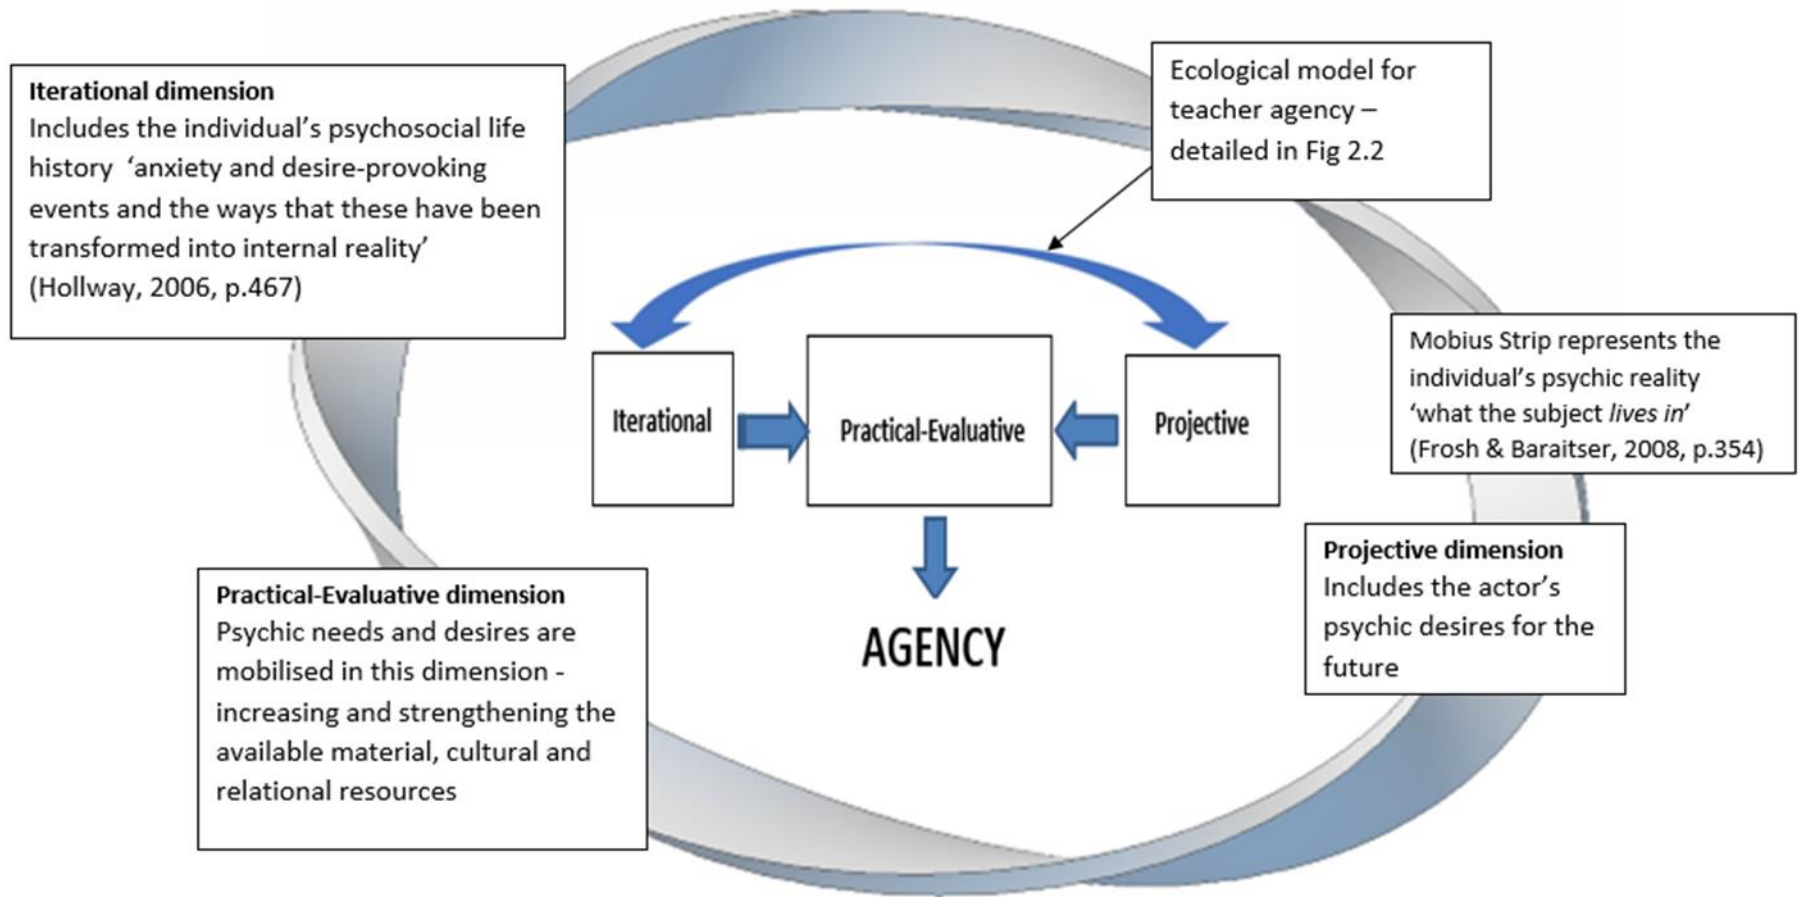 Iterational dimension
Includes the individual's psychosocial life
history  'anxiety and desire-provoking
events and the ways that these have been
transformed into internal reality'
(Hollway, 2006, p.467)
Ecological model for
teacher agency –
detailed in Fig 2.2
Mobius Strip represents the
individual's psychic reality
'what the subject lives in'
(Frosh & Baraitser, 2008, p.354)
Iterational
Practical-Evaluative
Projective
AGENCY
Practical-Evaluative dimension
Psychic needs and desires are
mobilised in this dimension -
increasing and strengthening the
available material, cultural and
relational resources
Projective dimension
Includes the actor's
psychic desires for the
future